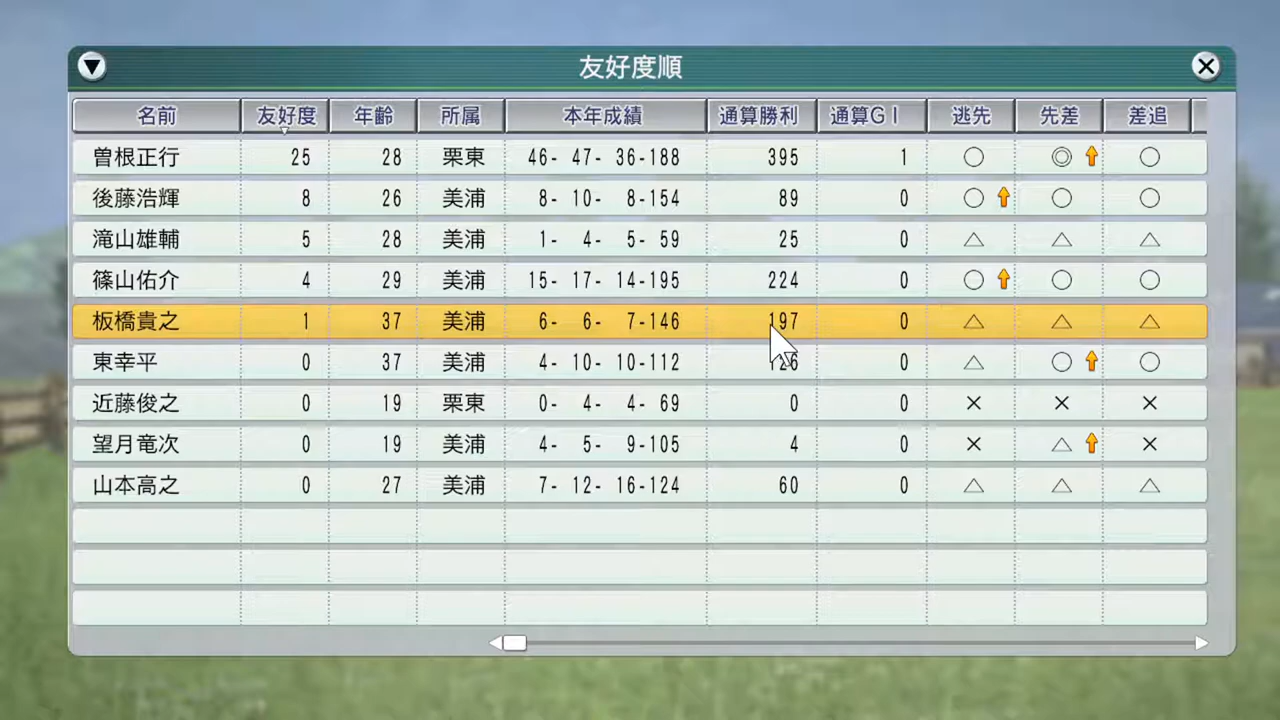 友好度順
名前 友好度 年齢 所属 本年成績 通算勝利 通算GⅠ 逃先 先差 差追
曽根正行 25 28 栗東 46- 47- 36-188 395 1 ○ ◎ ○
後藤浩輝 8 26 美浦 8- 10- 8-154 89 0 ○ ○ ○
滝山雄輔 5 28 美浦 1- 4- 5- 59 25 0 △ △ △
篠山佑介 4 29 美浦 15- 17- 14-195 224 0 ○ ○ ○
板橋貴之 1 37 美浦 6- 6- 7-146 197 0 △ △ △
東幸平 0 37 美浦 4- 10- 10-112 126 0 △ ○ ○
近藤俊之 0 19 栗東 0- 4- 4- 69 0 0 × × ×
望月竜次 0 19 美浦 4- 5- 9-105 4 0 × △ ×
山本高之 0 27 美浦 7- 12- 16-124 60 0 △ △ △